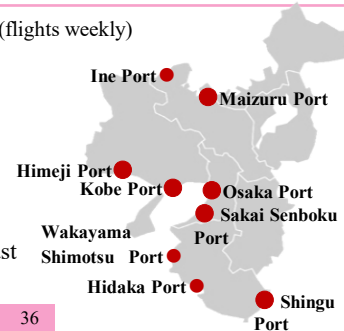 (flights weekly)
Ine Port
Maizuru Port
Himeji Port
Kobe Port
Osaka Port
Sakai Senboku
Port
Wakayama
Shimotsu Port
ust
Hidaka Port
Shingu
Port
36